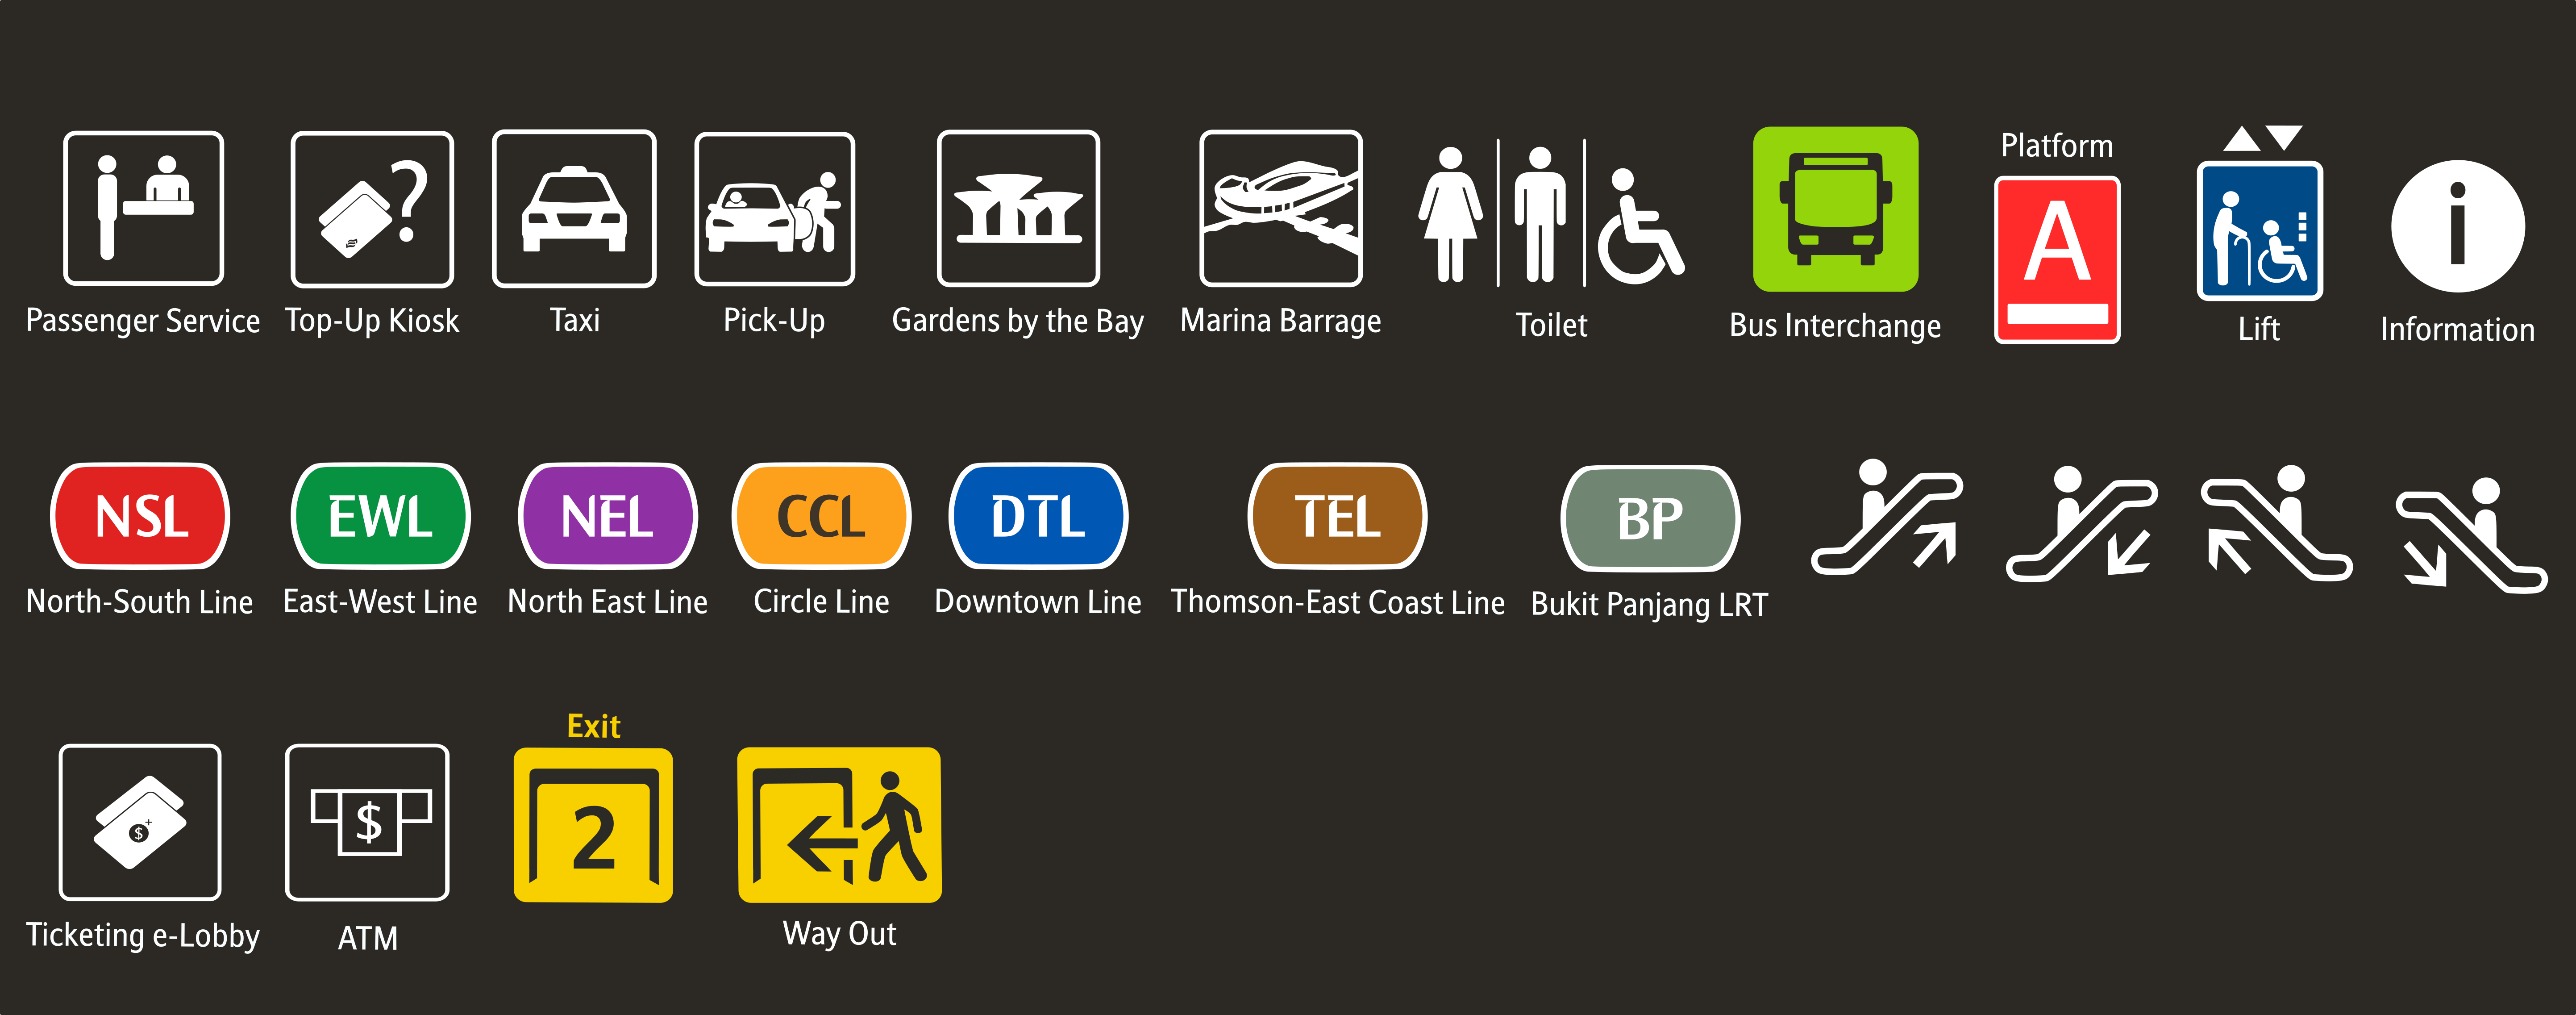 Platform
?
A
i
Passenger Service
Top-Up Kiosk
Taxi
Pick-Up
Gardens by the Bay
Marina Barrage
Toilet
Bus Interchange
Lift
Information
NSL
EWL
NEL
CCL
DTL
TEL
BP
North-South Line
East-West Line
North East Line
Circle Line
Downtown Line
Thomson-East Coast Line
Bukit Panjang LRT
Exit
$+
$
2
Ticketing e-Lobby
ATM
Way Out